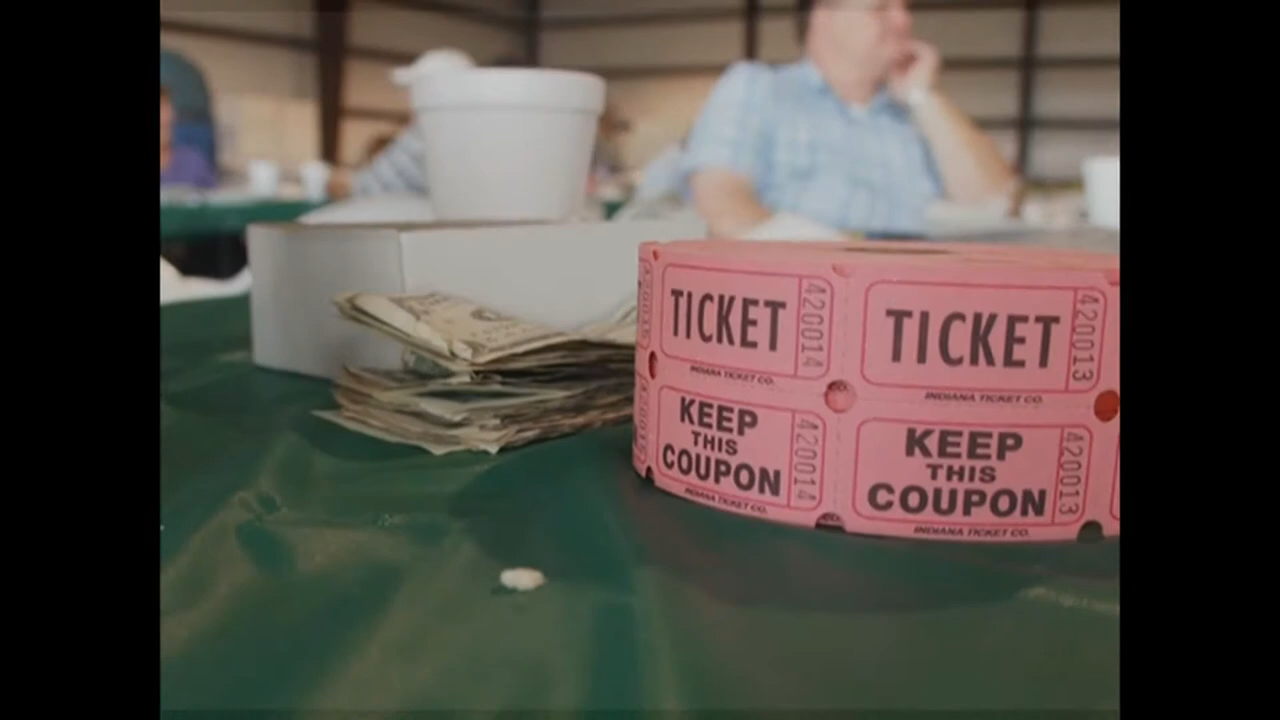 TICKET
420014
INDIANA TICKET CO.
KEEP
THIS
COUPON
420014
INDIANA TICKET CO.
TICKET
420013
INDIANA TICKET CO.
KEEP
THIS
COUPON
420013
INDIANA TICKET CO.